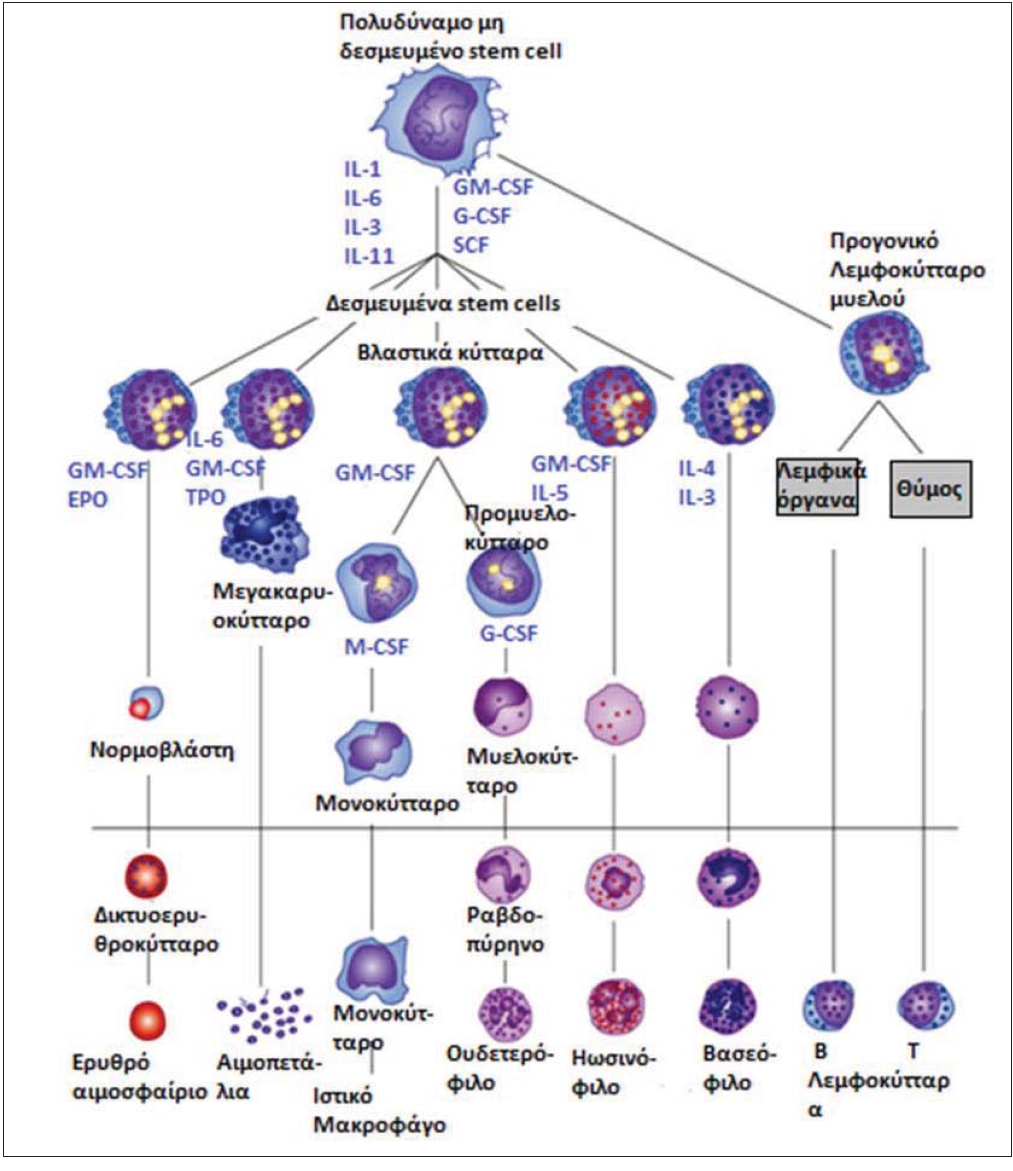 Πολυδύναμο μη
δεσμευμένο stem cell
IL-1
IL-6
IL-3
IL-11
GM-CSF
G-CSF
SCF
Προγονικό
Λεμφοκύτταρο
μυελού
Δεσμευμένα stem cells
Βλαστικά κύτταρα
GM-CSF
EPO
IL-6
GM-CSF
TPO
GM-CSF
GM-CSF
IL-5
IL-4
IL-3
Λεμφικά
όργανα
Θύμος
Προμυελο-
κύτταρο
Μεγακαρυ-
οκύτταρο
M-CSF
G-CSF
Νορμοβλάστη
Μονοκύτταρο
Μυελοκύτ-
ταρο
Δικτυοερυ-
θροκύτταρο
Ραβδο-
πύρηνο
Μονοκύτ-
ταρο
Ερυθρό
αιμοσφαίριο
Αιμοπετά-
λια
Ιστικό
Μακροφάγο
Ουδετερό-
φιλο
Ηωσινό-
φιλο
Βασεό-
φιλο
Β Τ
Λεμφοκύτταρ
α